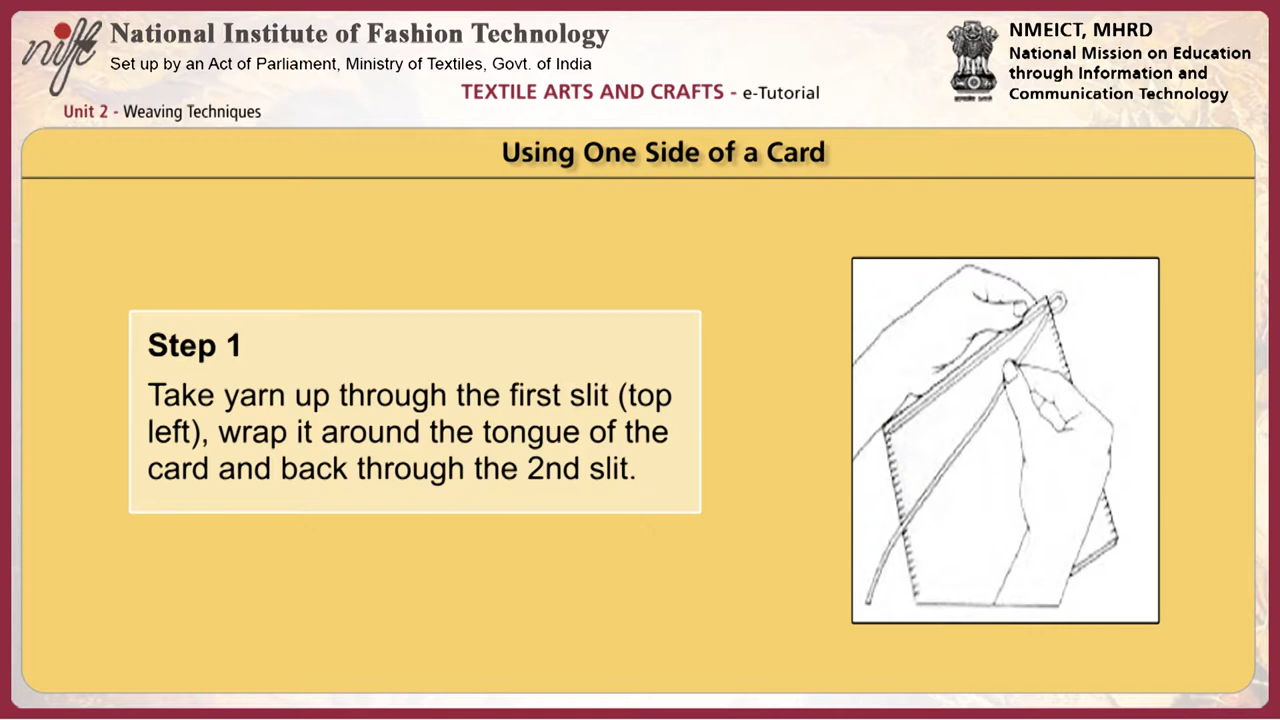 nift
National Institute of Fashion Technology
Set up by an Act of Parliament, Ministry of Textiles, Govt. of India
NMEICT, MHRD
National Mission on Education
through Information and
Communication Technology
TEXTILE ARTS AND CRAFTS - e-Tutorial
Unit 2 - Weaving Techniques
Using One Side of a Card
Step 1
Take yarn up through the first slit (top
left), wrap it around the tongue of the
card and back through the 2nd slit.